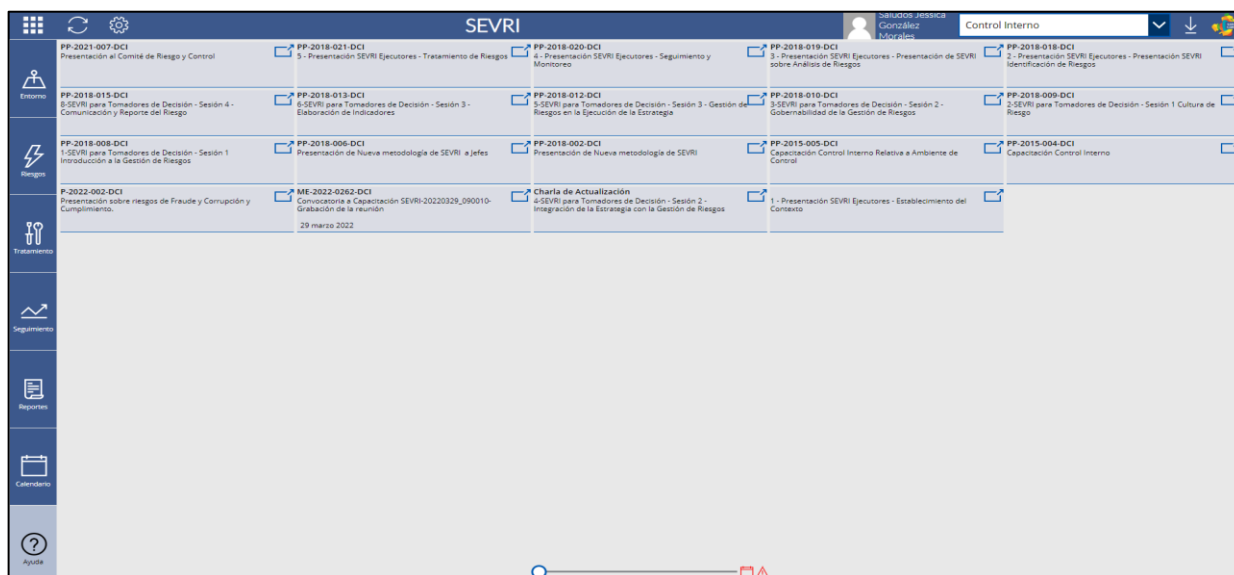 SEVRI
Saludos Jessica
González
Morales
Control Interno
Entorno
Riesgos
Tratamiento
Seguimiento
Reportes
Calendario
Ayuda
PP-2021-007-DCI
Presentación al Comité de Riesgo y Control
PP-2018-021-DCI
5 - Presentación SEVRI Ejecutores - Tratamiento de Riesgos
PP-2018-020-DCI
4 - Presentación SEVRI Ejecutores - Seguimiento y
Monitoreo
PP-2018-019-DCI
3 - Presentación SEVRI Ejecutores - Presentación de SEVRI
sobre Análisis de Riesgos
PP-2018-018-DCI
2 - Presentación SEVRI Ejecutores - Presentación SEVRI
Identificación de Riesgos
PP-2018-015-DCI
8-SEVRI para Tomadores de Decisión - Sesión 4 -
Comunicación y Reporte del Riesgo
PP-2018-013-DCI
6-SEVRI para Tomadores de Decisión - Sesión 3 -
Elaboración de Indicadores
PP-2018-012-DCI
5-SEVRI para Tomadores de Decisión - Sesión 3 - Gestión de
Riesgos en la Ejecución de la Estrategia
PP-2018-010-DCI
3-SEVRI para Tomadores de Decisión - Sesión 2 -
Gobernabilidad de la Gestión de Riesgos
PP-2018-009-DCI
2-SEVRI para Tomadores de Decisión - Sesión 1 Cultura de
Riesgo
PP-2018-008-DCI
1-SEVRI para Tomadores de Decisión - Sesión 1
Introducción a la Gestión de Riesgos
PP-2018-006-DCI
Presentación de Nueva metodología de SEVRI a Jefes
PP-2018-002-DCI
Presentación de Nueva metodología de SEVRI
PP-2015-005-DCI
Capacitación Control Interno Relativa a Ambiente de
Control
PP-2015-004-DCI
Capacitación Control Interno
P-2022-002-DCI
Presentación sobre riesgos de Fraude y Corrupción y
Cumplimiento.
ME-2022-0262-DCI
Convocatoria a Capacitación SEVRI-20220329_090010-
Grabación de la reunión
29 marzo 2022
Charla de Actualización
4-SEVRI para Tomadores de Decisión - Sesión 2 -
Integración de la Estrategia con la Gestión de Riesgos
1 - Presentación SEVRI Ejecutores - Establecimiento del
Contexto